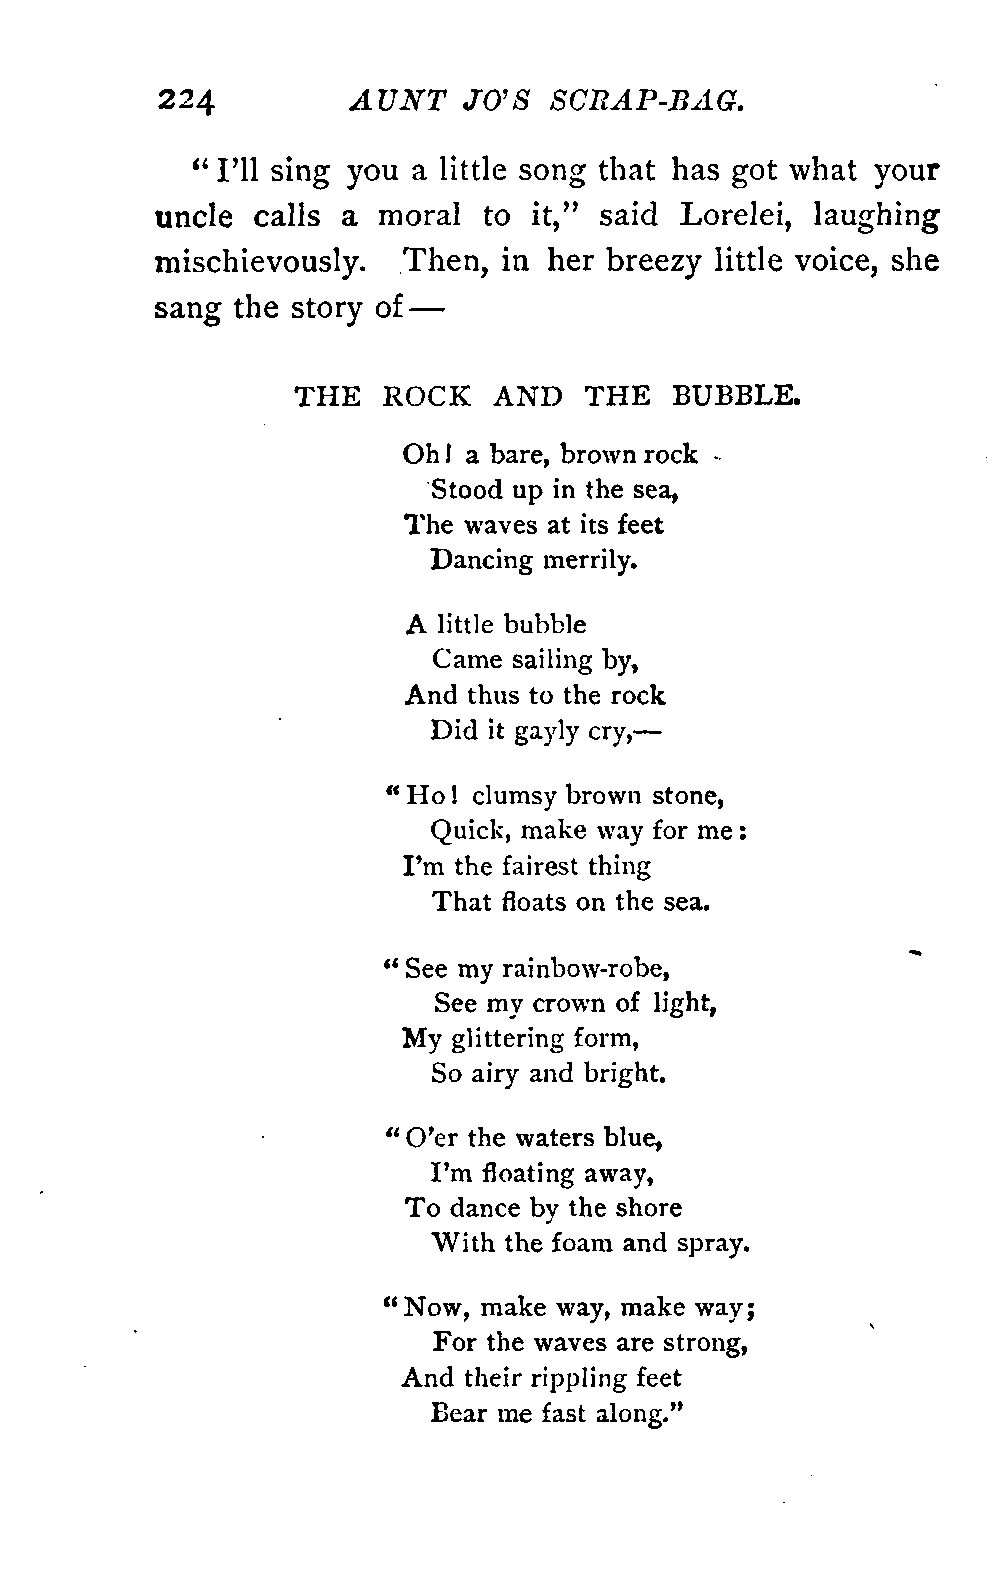 224 AUNT JO'S SCRAP-BAG.
"I'll sing you a little song that has got what your
uncle calls a moral to it," said Lorelei, laughing
mischievously. Then, in her breezy little voice, she
sang the story of—
THE ROCK AND THE BUBBLE.
Oh! a bare, brown rock
Stood up in the sea,
The waves at its feet
Dancing merrily.
A little bubble
Came sailing by,
And thus to the rock
Did it gayly cry,—
"Ho! clumsy brown stone,
Quick, make way for me:
I'm the fairest thing
That floats on the sea.
"See my rainbow-robe,
See my crown of light,
My glittering form,
So airy and bright.
"O'er the waters blue,
I'm floating away,
To dance by the shore
With the foam and spray.
"Now, make way, make way;
For the waves are strong,
And their rippling feet
Bear me fast along."